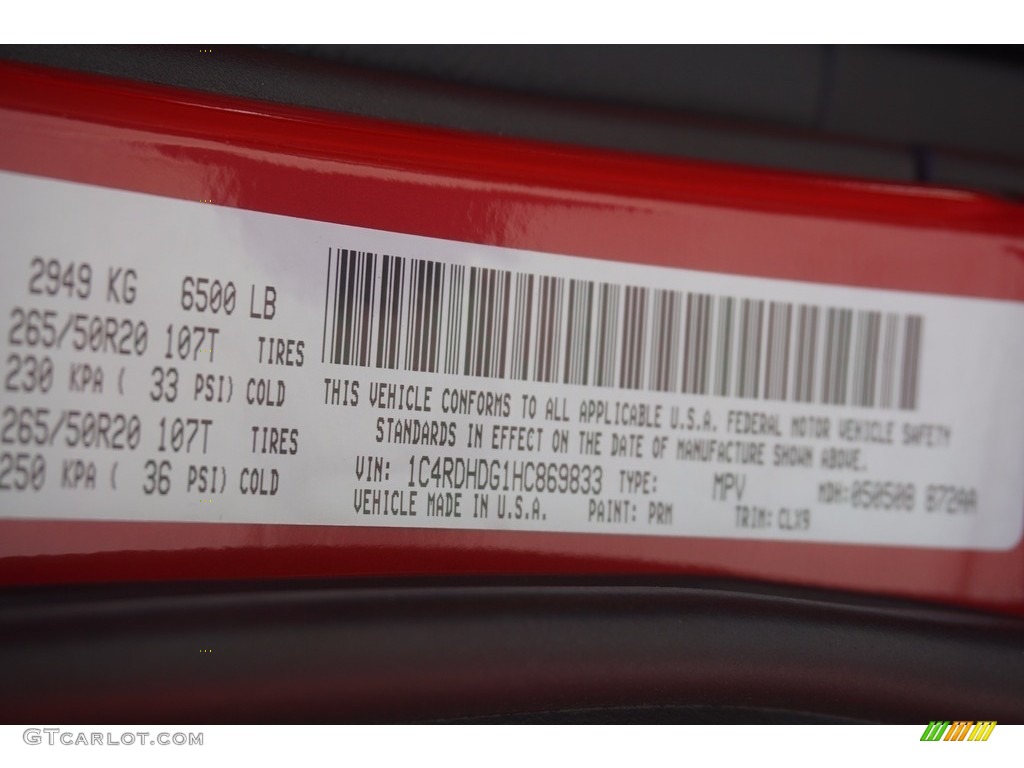 2949 KG 6500 LB
265/50R20 107T TIRES
230 KPA ( 33 PSI) COLD
265/50R20 107T TIRES
250 KPA ( 36 PSI) COLD
THIS VEHICLE CONFORMS TO ALL APPLICABLE U.S.A. FEDERAL MOTOR VEHICLE SAFETY
STANDARDS IN EFFECT ON THE DATE OF MANUFACTURE SHOWN ABOVE.
VIN: 1C4RDHDG1HC869833 TYPE: MPV MDH:050508 872AA
VEHICLE MADE IN U.S.A. PAINT: PRM TRIM: CLX9
GTCarLot.com